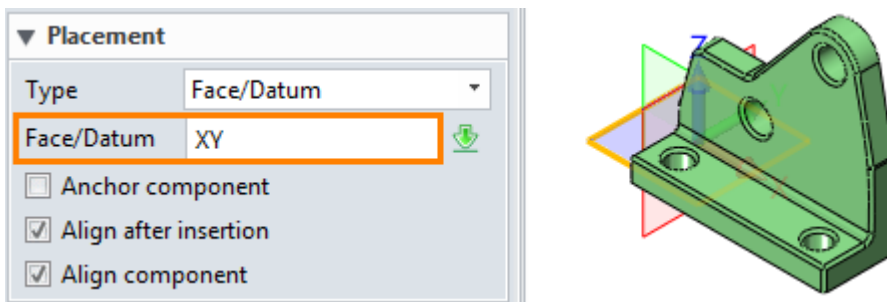 Placement
Type Face/Datum
Face/Datum XY
Anchor component
Align after insertion
Align component
Z
Y
X